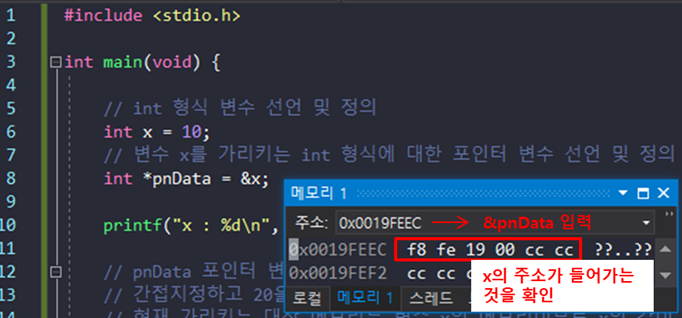 1 #include <stdio.h>
2
3 int main(void) {
4
5 // int 형식 변수 선언 및 정의
6 int x = 10;
7 // 변수 x를 가리키는 int 형식에 대한 포인터 변수 선언 및 정의
8 int *pnData = &x;
9
10 printf("x : %d\n",
11
12 // pnData 포인터 변
13 // 간접지정하고 20을
14
메모리 1
주소: 0x0019FEEC → &pnData 입력
0x0019FEEC f8 fe 19 00 cc cc ??..??
0x0019FEF2 cc cc
x의 주소가 들어가는
것을 확인
로컬 메모리 1 스레드